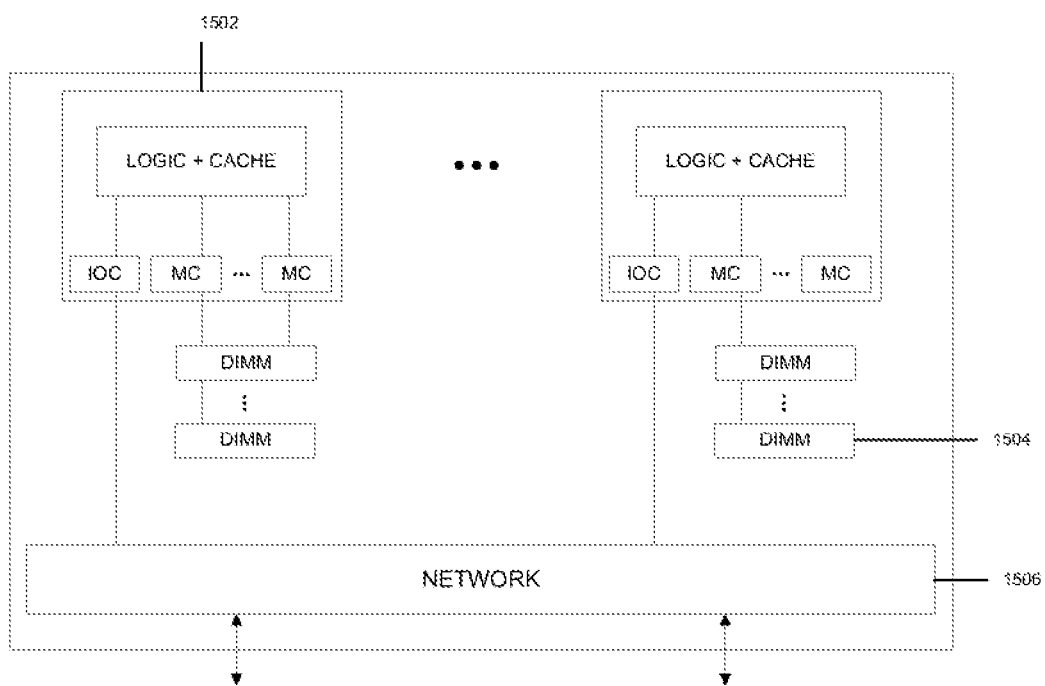 1502
LOGIC + CACHE
LOGIC + CACHE
IOC MC ... MC
IOC MC ... MC
DIMM
DIMM
DIMM
DIMM
1504
NETWORK
1506